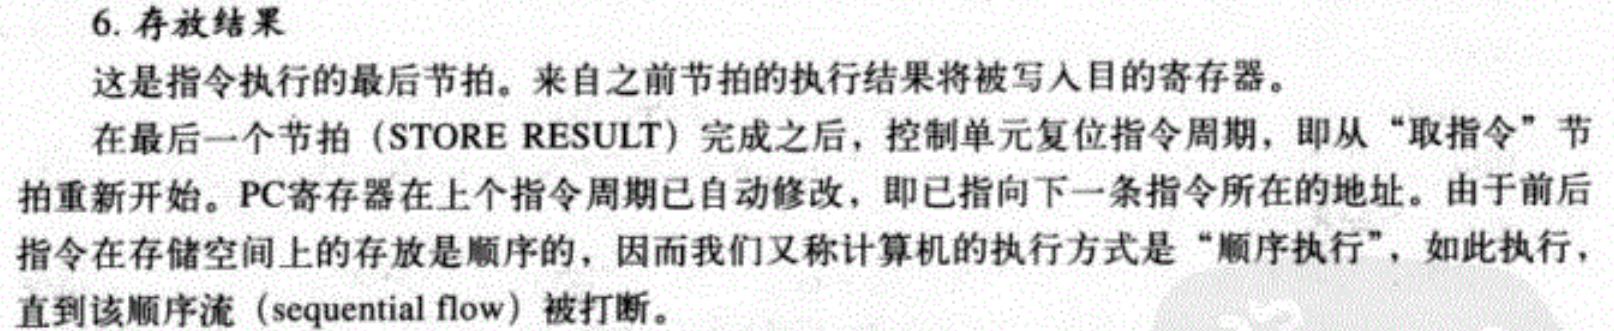 6. 存放结果
这是指令执行的最后节拍。来自之前节拍的执行结果将被写入目的寄存器。
在最后一个节拍（STORE RESULT）完成之后，控制单元复位指令周期，即从“取指令”节
拍重新开始。PC寄存器在上个指令周期已自动修改，即已指向下一条指令所在的地址。由于前后
指令在存储空间上的存放是顺序的，因而我们又称计算机的执行方式是“顺序执行”，如此执行，
直到该顺序流（sequential flow）被打断。